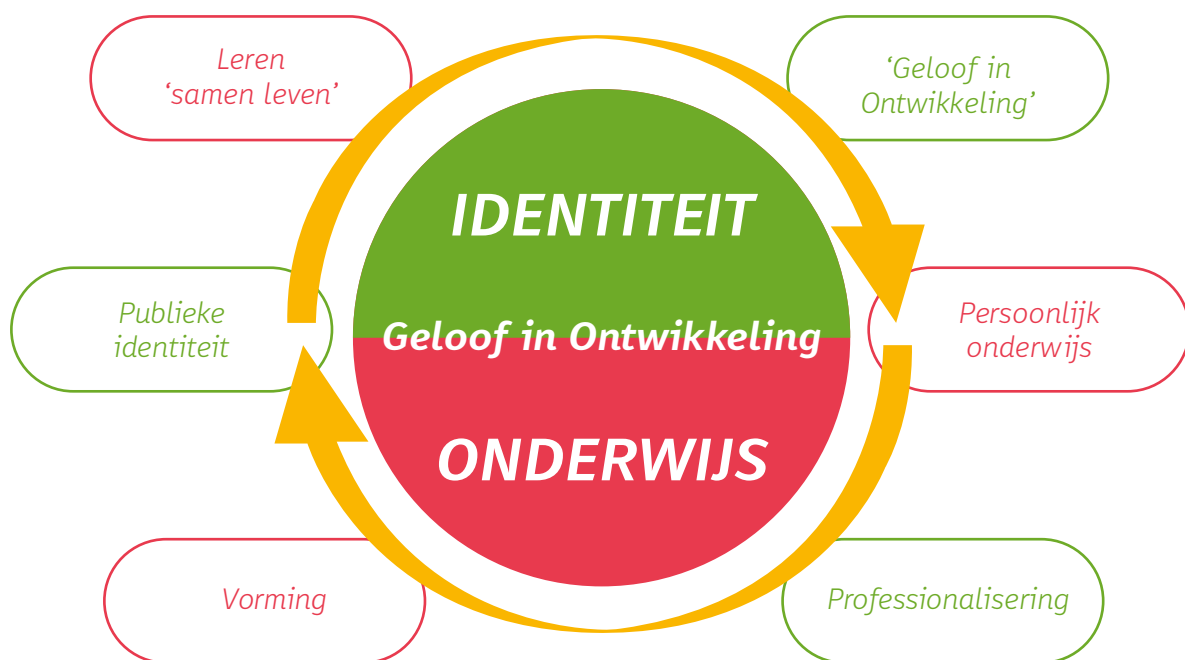 Leren
‘samen leven’
‘Geloof in
Ontwikkeling’
IDENTITEIT
Publieke
identiteit
Geloof in Ontwikkeling
Persoonlijk
onderwijs
ONDERWIJS
Vorming
Professionalisering